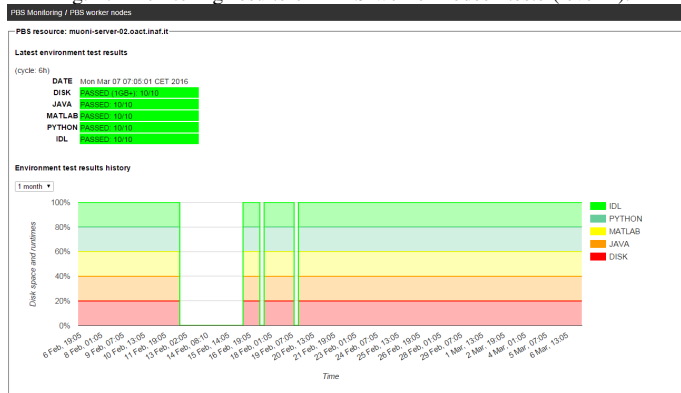 PBS Monitoring / PBS worker nodes
PBS resource: muoni-server-02.oact.inaf.it
Latest environment test results
(cycle: 6h)
DATE Mon Mar 07 07:05:01 CET 2016
DISK PASSED (1GB+): 10/10
JAVA PASSED: 10/10
MATLAB PASSED: 10/10
PYTHON PASSED: 10/10
IDL PASSED: 10/10
Environment test results history
1 month
100%
80%
60%
40%
20%
0%
Disk space and runtimes
IDL
PYTHON
MATLAB
JAVA
DISK
6 Feb, 19:05
8 Feb, 01:05
9 Feb, 07:05
10 Feb, 13:05
11 Feb, 19:05
13 Feb, 02:05
14 Feb, 08:10
15 Feb, 14:05
16 Feb, 19:05
18 Feb, 01:05
19 Feb, 07:05
20 Feb, 13:05
21 Feb, 19:05
23 Feb, 01:05
24 Feb, 07:05
25 Feb, 13:05
26 Feb, 19:05
28 Feb, 01:05
29 Feb, 07:05
1 Mar, 13:05
2 Mar, 19:05
4 Mar, 01:05
5 Mar, 07:05
6 Mar, 13:05
Time